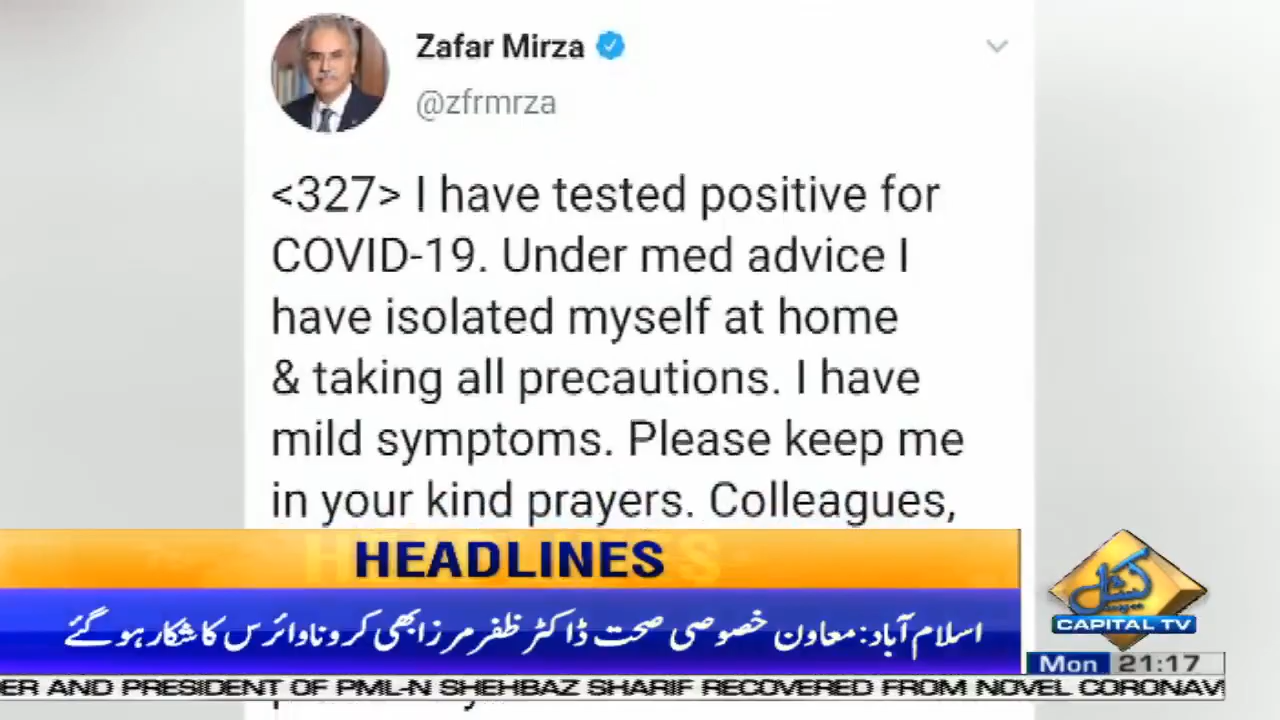 Zafar Mirza
@zfrmrza
<327> I have tested positive for
COVID-19. Under med advice I
have isolated myself at home
& taking all precautions. I have
mild symptoms. Please keep me
in your kind prayers. Colleagues,
HEADLINES
اسلام آباد: معاون خصوصی صحت ڈاکٹر ظفر مرزا بھی کرونا وائرس کا شکار ہو گئے
کیپیٹل
CAPITAL TV
Mon 21:17
ER AND PRESIDENT OF PML-N SHEHBAZ SHARIF RECOVERED FROM NOVEL CORONAV